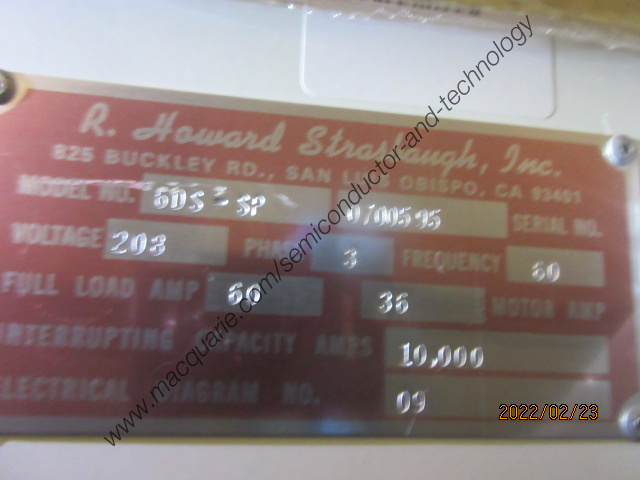 R. Howard Strasbaugh, Inc.
825 BUCKLEY RD., SAN LUIS OBISPO, CA 93401
MODEL NO. 6DS-SP SERIAL NO.
VOLTAGE 208 PHASE 3 FREQUENCY 60
FULL LOAD AMP 60 36 MOTOR AMP
INTERRUPTING CAPACITY AMPS 10,000
ELECTRICAL DIAGRAM NO. 09
2022/02/23
www.macquarie.com/semiconductor-and-technology